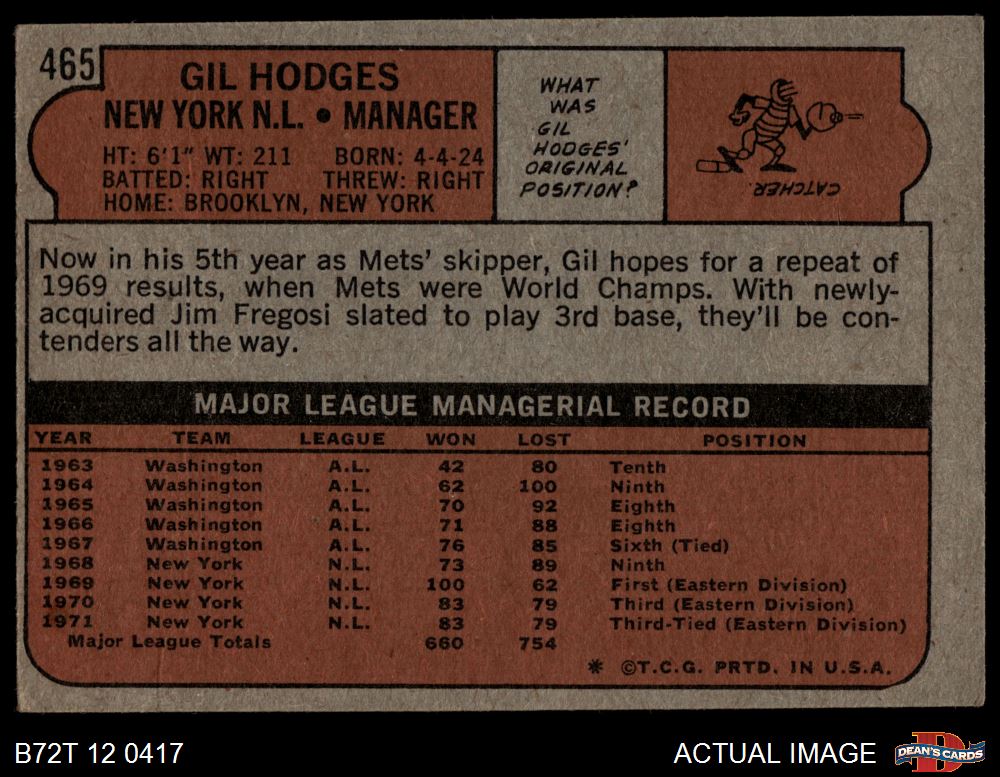 465
GIL HODGES
NEW YORK N.L. • MANAGER
HT: 6'1" WT: 211 BORN: 4-4-24
BATTED: RIGHT THREW: RIGHT
HOME: BROOKLYN, NEW YORK
WHAT
WAS
GIL
HODGES'
ORIGINAL
POSITION?
CATCHER.
Now in his 5th year as Mets' skipper, Gil hopes for a repeat of
1969 results, when Mets were World Champs. With newly-
acquired Jim Fregosi slated to play 3rd base, they'll be con-
tenders all the way.
MAJOR LEAGUE MANAGERIAL RECORD
YEAR TEAM LEAGUE WON LOST POSITION
1963 Washington A.L. 42 80 Tenth
1964 Washington A.L. 62 100 Ninth
1965 Washington A.L. 70 92 Eighth
1966 Washington A.L. 71 88 Eighth
1967 Washington A.L. 76 85 Sixth (Tied)
1968 New York N.L. 73 89 Ninth
1969 New York N.L. 100 62 First (Eastern Division)
1970 New York N.L. 83 79 Third (Eastern Division)
1971 New York N.L. 83 79 Third-Tied (Eastern Division)
Major League Totals 660 754
* ©T.C.G. PRTD. IN U.S.A.
B72T 12 0417
ACTUAL IMAGE
D
DEAN'S CARDS